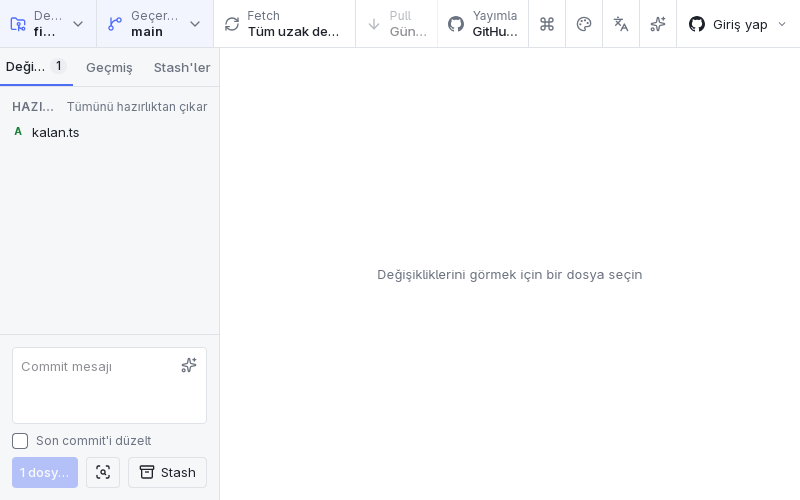 De…
fi…
Geçer…
main
Fetch
Tüm uzak de…
Pull
Gün…
Yayımla
GitHu…
Giriş yap
Deği… 1
Geçmiş
Stash'ler
HAZI… Tümünü hazırlıktan çıkar
A kalan.ts
Değişikliklerini görmek için bir dosya seçin
Commit mesajı
Son commit'i düzelt
1 dosy…
Stash